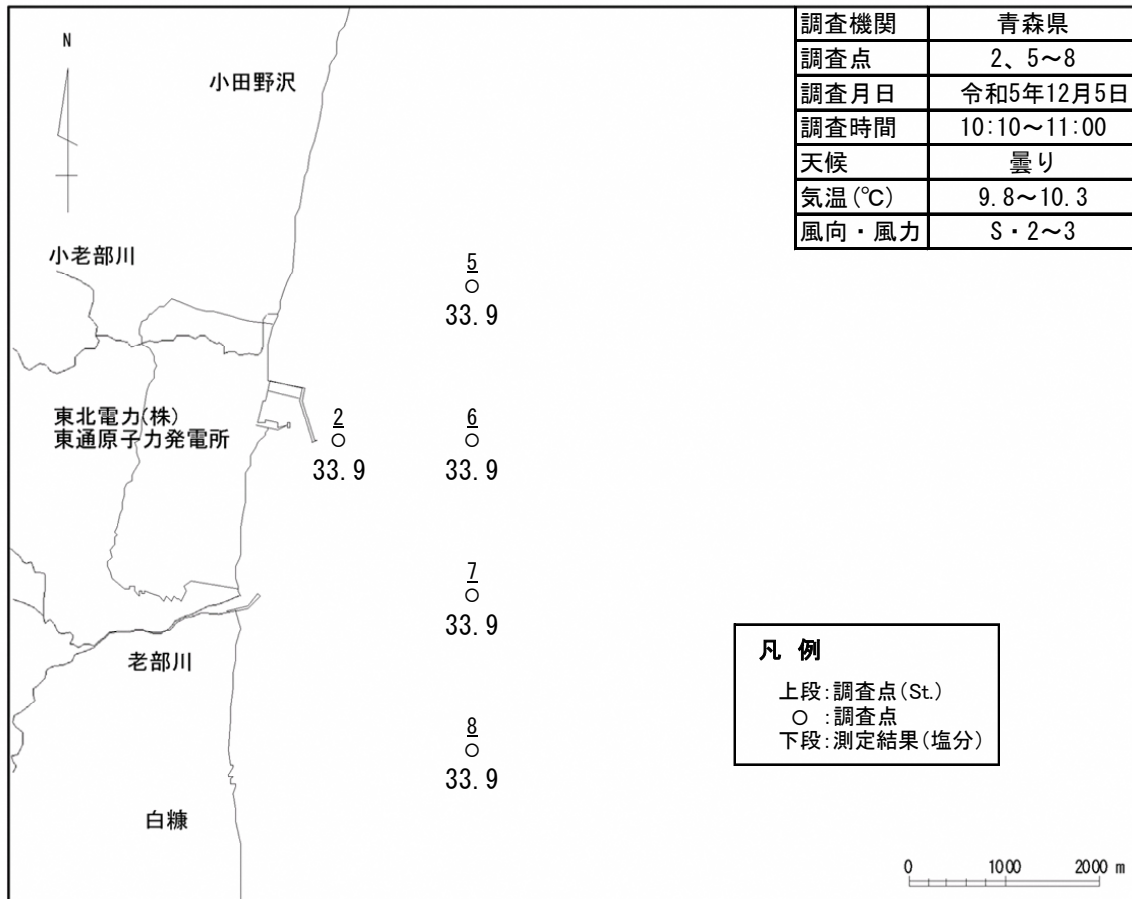 調査機関 青森県
調査点 2、5～8
調査月日 令和5年12月5日
調査時間 10:10～11:00
天候 曇り
気温(℃) 9.8～10.3
風向・風力 S・2～3
N
小田野沢
小老部川
5
33.9
東北電力(株)
東通原子力発電所
2
33.9
6
33.9
7
33.9
老部川
8
33.9
白糠
凡 例
上段:調査点(St.)
○ :調査点
下段:測定結果(塩分)
0 1000 2000 m